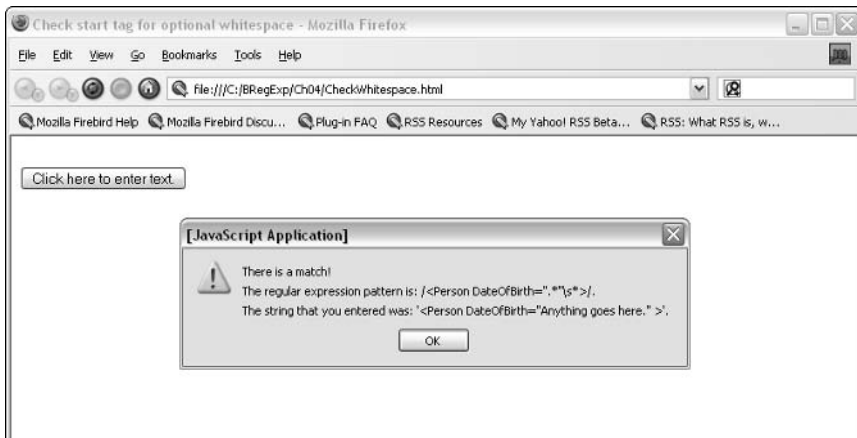 Check start tag for optional whitespace - Mozilla Firefox
File Edit View Go Bookmarks Tools Help
file:///C:/BRegExp/Ch04/CheckWhitespace.html
Mozilla Firebird Help Mozilla Firebird Discu... Plug-in FAQ RSS Resources My Yahoo! RSS Beta... RSS: What RSS is, w...
Click here to enter text.
[JavaScript Application]
There is a match!
The regular expression pattern is: /<Person DateOfBirth=".*"\s*>/.
The string that you entered was: '<Person DateOfBirth="Anything goes here." >'.
OK